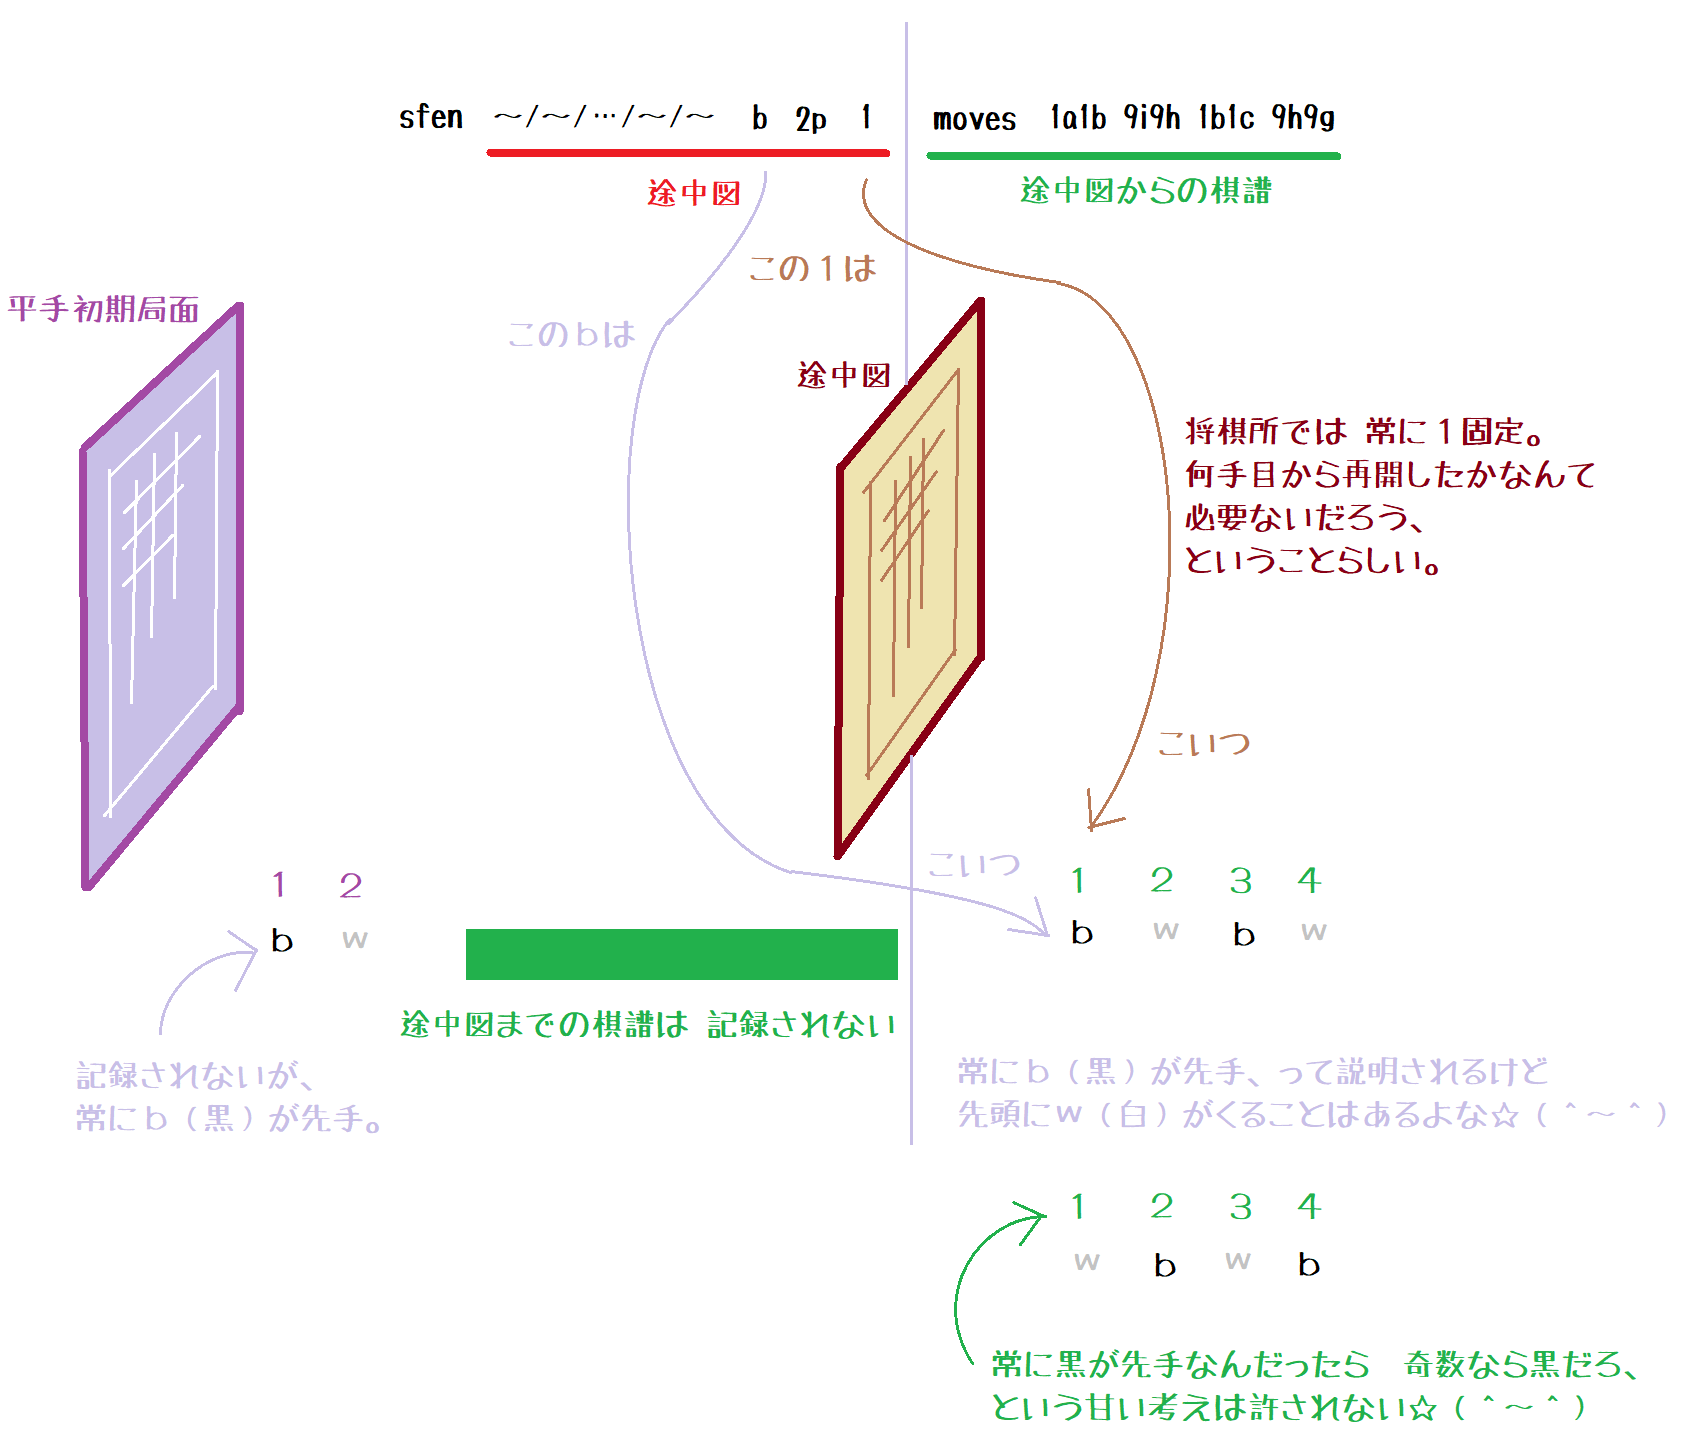 sfen ～/～/…/～/～ b 2p 1 moves 1a1b 9i9h 1b1c 9h9g
途中図
途中図からの棋譜
この１は
平手初期局面
このｂは
途中図
将棋所では 常に１固定。
何手目から再開したかなんて
必要ないだろう、
ということらしい。
こいつ
こいつ
1 2
b w
1 2 3 4
b w b w
途中図までの棋譜は 記録されない
記録されないが、
常にｂ（黒）が先手。
常にｂ（黒）が先手、って説明されるけど
先頭にｗ（白）がくることはあるよな☆（＾～＾）
1 2 3 4
w b w b
常に黒が先手なんだったら　奇数なら黒だろ、
という甘い考えは許されない☆（＾～＾）